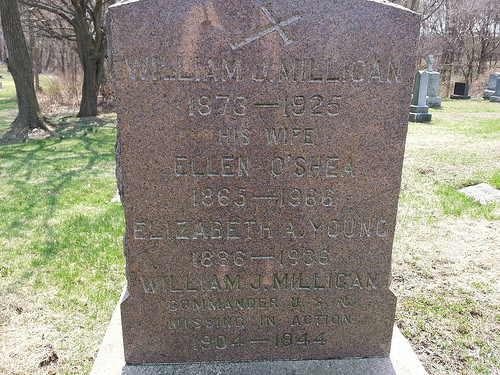 WILLIAM J. MILLIGAN
1873—1925
HIS WIFE
ELLEN O'SHEA
1865—1966
ELIZABETH A. YOUNG
1886—1936
WILLIAM J. MILLIGAN
COMMANDER U. S. N.
MISSING IN ACTION
1904—1944